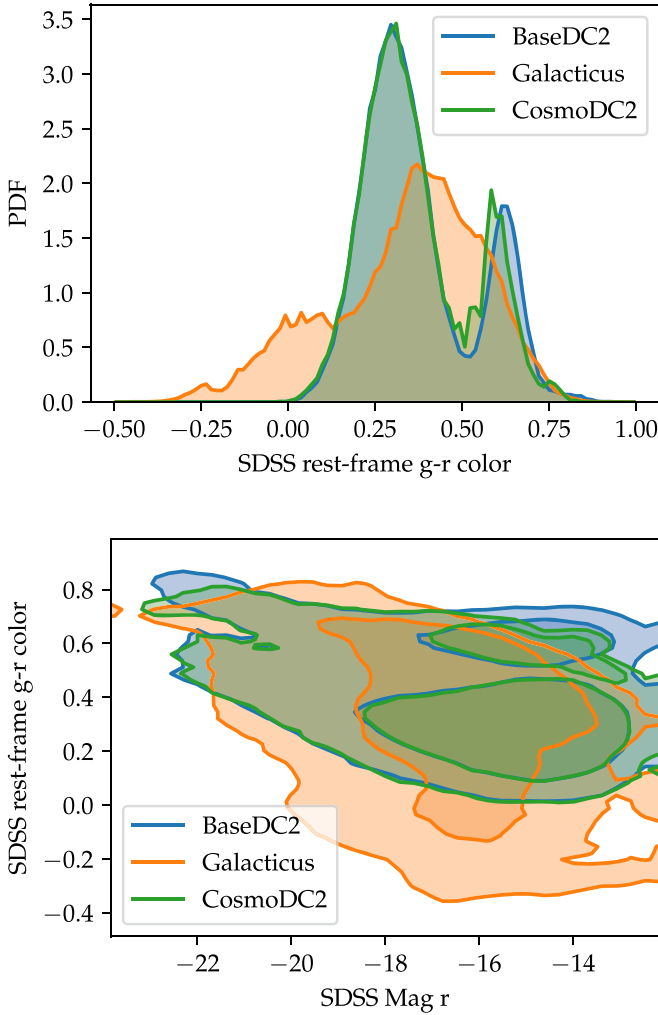 3.5
3.0
2.5
2.0
1.5
1.0
0.5
0.0
PDF
BaseDC2
Galacticus
CosmoDC2
−0.50 −0.25 0.00 0.25 0.50 0.75 1.00
SDSS rest-frame g-r color
0.8
0.6
0.4
0.2
0.0
−0.2
−0.4
SDSS rest-frame g-r color
BaseDC2
Galacticus
CosmoDC2
−22 −20 −18 −16 −14
SDSS Mag r